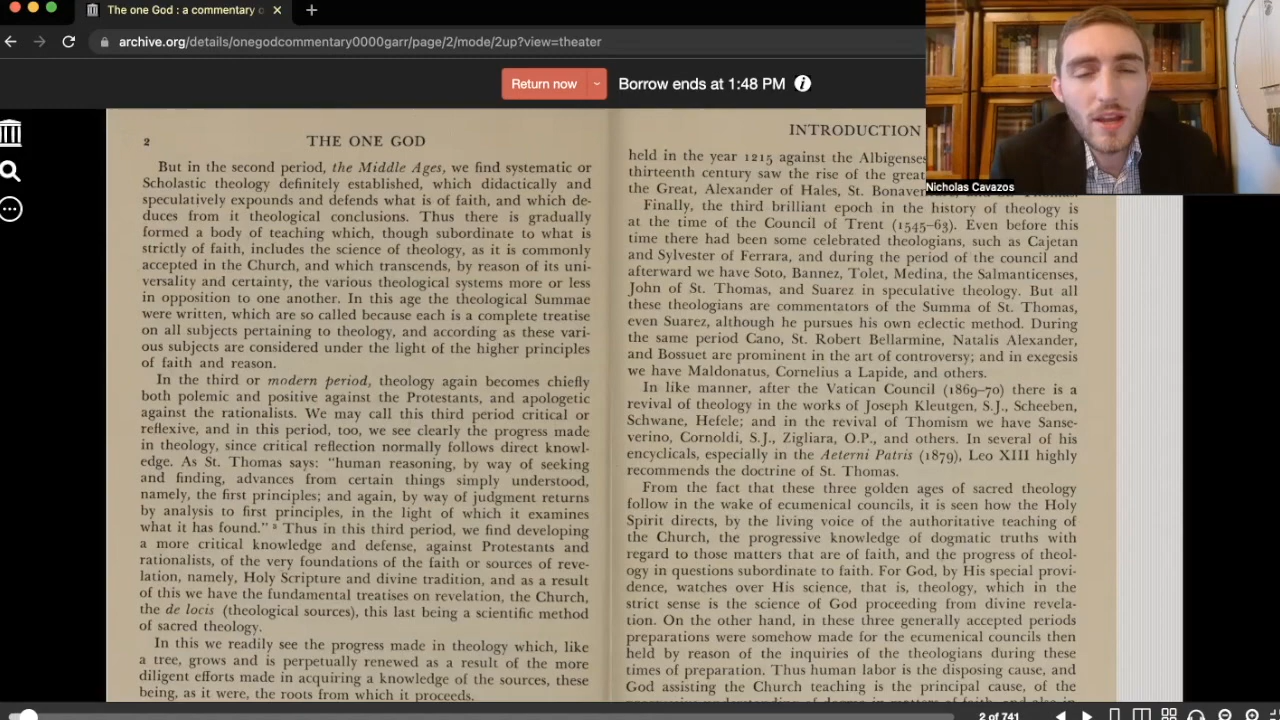 The one God : a commentary o
archive.org/details/onegodcommentary0000garr/page/2/mode/2up?view=theater
Return now
Borrow ends at 1:48 PM
Nicholas Cavazos
2
THE ONE GOD
But in the second period, the Middle Ages, we find systematic or
Scholastic theology definitely established, which didactically and
speculatively expounds and defends what is of faith, and which de-
duces from it theological conclusions. Thus there is gradually
formed a body of teaching which, though subordinate to what is
strictly of faith, includes the science of theology, as it is commonly
accepted in the Church, and which transcends, by reason of its uni-
versality and certainty, the various theological systems more or less
in opposition to one another. In this age the theological Summae
were written, which are so called because each is a complete treatise
on all subjects pertaining to theology, and according as these vari-
ous subjects are considered under the light of the higher principles
of faith and reason.
In the third or modern period, theology again becomes chiefly
both polemic and positive against the Protestants, and apologetic
against the rationalists. We may call this third period critical or
reflexive, and in this period, too, we see clearly the progress made
in theology, since critical reflection normally follows direct knowl-
edge. As St. Thomas says: "human reasoning, by way of seeking
and finding, advances from certain things simply understood,
namely, the first principles; and again, by way of judgment returns
by analysis to first principles, in the light of which it examines
what it has found." Thus in this third period, we find developing
a more critical knowledge and defense, against Protestants and
rationalists, of the very foundations of the faith or sources of reve-
lation, namely, Holy Scripture and divine tradition, and as a result
of this we have the fundamental treatises on revelation, the Church,
the de locis (theological sources), this last being a scientific method
of sacred theology.
In this we readily see the progress made in theology which, like
a tree, grows and is perpetually renewed as a result of the more
diligent efforts made in acquiring a knowledge of the sources, these
being, as it were, the roots from which it proceeds.
INTRODUCTION
held in the year 1215 against the Albigenses
thirteenth century saw the rise of the great
the Great, Alexander of Hales, St. Bonaven
Finally, the third brilliant epoch in the history of theology is
at the time of the Council of Trent (1545–63). Even before this
time there had been some celebrated theologians, such as Cajetan
and Sylvester of Ferrara, and during the period of the council and
afterward we have Soto, Bannez, Tolet, Medina, the Salmanticenses,
John of St. Thomas, and Suarez in speculative theology. But all
these theologians are commentators of the Summa of St. Thomas,
even Suarez, although he pursues his own eclectic method. During
the same period Cano, St. Robert Bellarmine, Natalis Alexander,
and Bossuet are prominent in the art of controversy; and in exegesis
we have Maldonatus, Cornelius a Lapide, and others.
In like manner, after the Vatican Council (1869–70) there is a
revival of theology in the works of Joseph Kleutgen, S.J., Scheeben,
Schwane, Hefele; and in the revival of Thomism we have Sanse-
verino, Cornoldi, S.J., Zigliara, O.P., and others. In several of his
encyclicals, especially in the Aeterni Patris (1879), Leo XIII highly
recommends the doctrine of St. Thomas.
From the fact that these three golden ages of sacred theology
follow in the wake of ecumenical councils, it is seen how the Holy
Spirit directs, by the living voice of the authoritative teaching of
the Church, the progressive knowledge of dogmatic truths with
regard to those matters that are of faith, and the progress of theol-
ogy in questions subordinate to faith. For God, by His special provi-
dence, watches over His science, that is, theology, which in the
strict sense is the science of God proceeding from divine revela-
tion. On the other hand, in these three generally accepted periods
preparations were somehow made for the ecumenical councils then
held by reason of the inquiries of the theologians during these
times of preparation. Thus human labor is the disposing cause, and
God assisting the Church teaching is the principal cause, of the
2 of 741